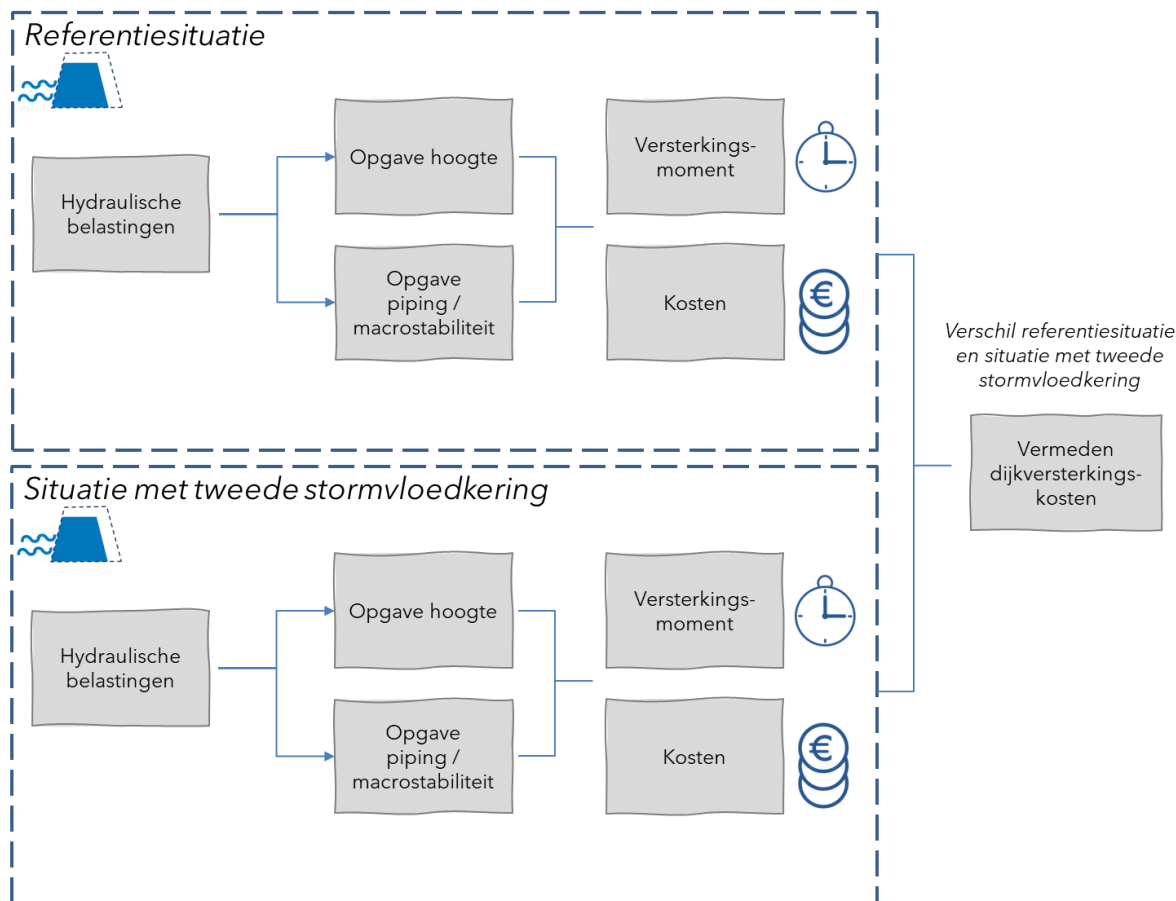 Referentiesituatie
Hydraulische
belastingen
Opgave hoogte
Opgave
piping /
macrostabiliteit
Versterkings-
moment
Kosten
€
Situatie met tweede stormvloedkering
Hydraulische
belastingen
Opgave hoogte
Opgave
piping /
macrostabiliteit
Versterkings-
moment
Kosten
€
Verschil referentiesituatie
en situatie met tweede
stormvloedkering
Vermeden
dijkversterkings-
kosten